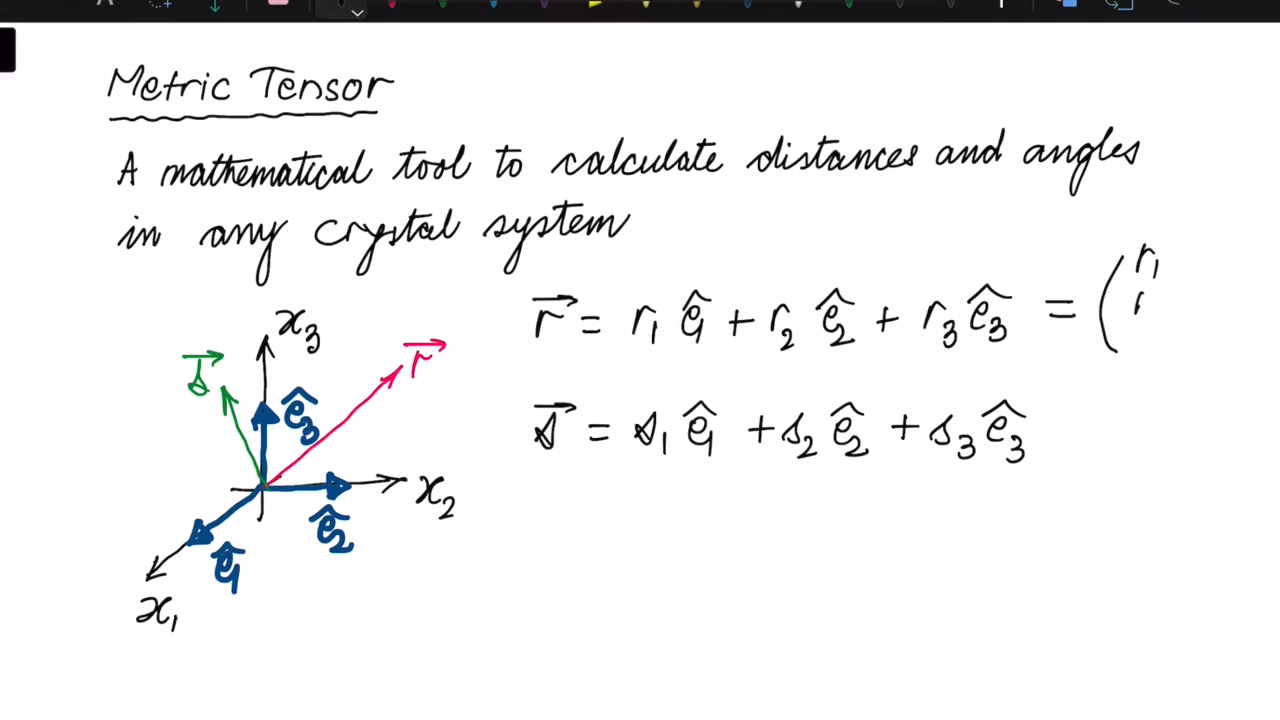 Metric Tensor
A mathematical tool to calculate distances and angles
in any crystal system
r⃗ = r₁ ê₁ + r₂ ê₂ + r₃ ê₃ = ( r₁
s⃗ = s₁ ê₁ + s₂ ê₂ + s₃ ê₃
x₃
s⃗
r⃗
ê₃
x₂
ê₂
ê₁
x₁